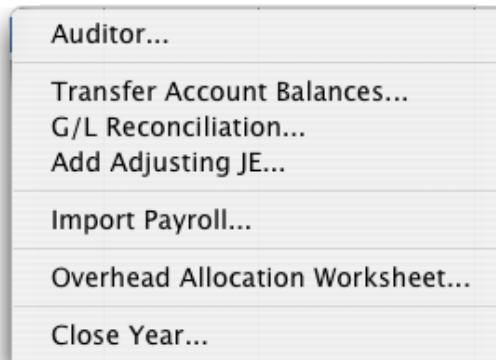 Auditor...
Transfer Account Balances...
G/L Reconciliation...
Add Adjusting JE...
Import Payroll...
Overhead Allocation Worksheet...
Close Year...